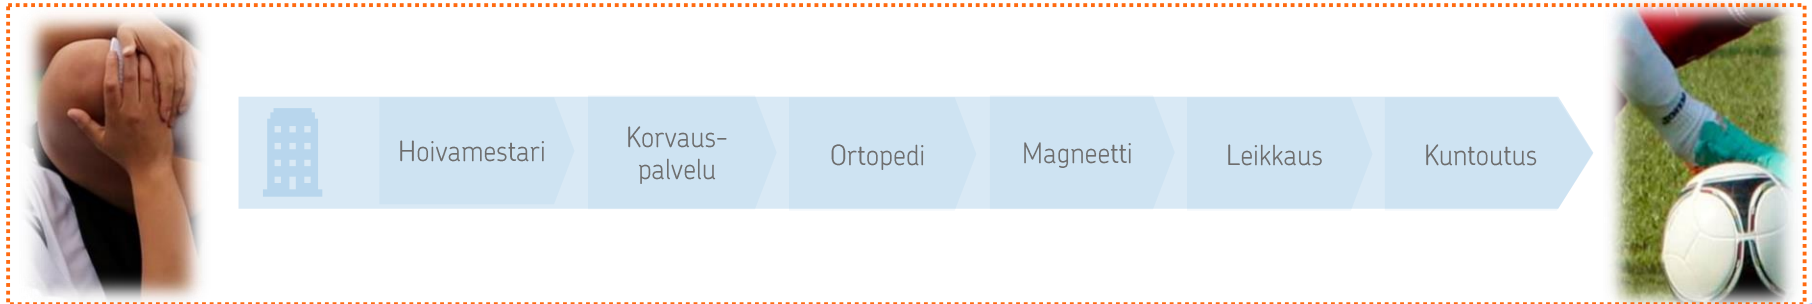 Hoivamestari
Korvaus-
palvelu
Ortopedi
Magneetti
Leikkaus
Kuntoutus